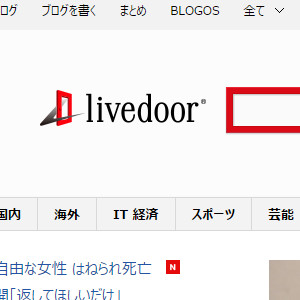 ログ ブログを書く まとめ BLOGOS 全て
livedoor®
国内 海外 IT 経済 スポーツ 芸能
自由な女性 はねられ死亡 N
開「返してほしいだけ」